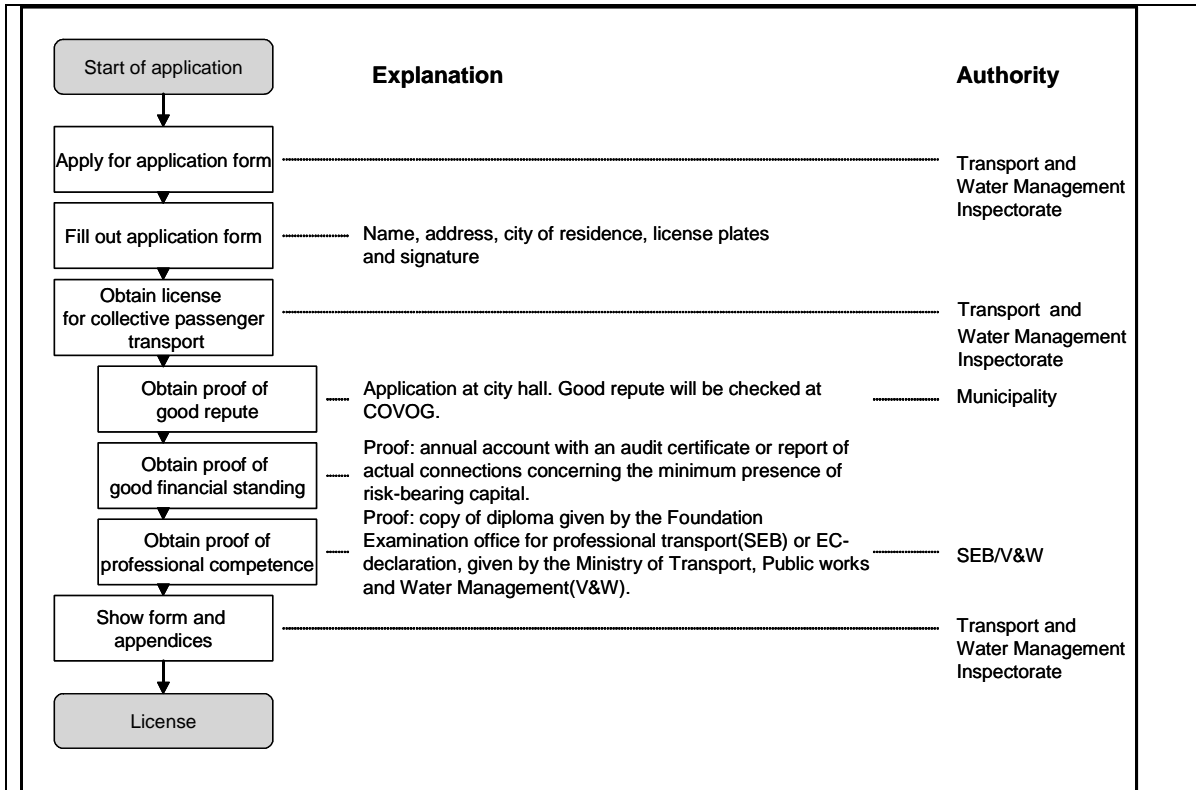 Start of application
Explanation
Authority
Apply for application form
Transport and
Water Management
Inspectorate
Fill out application form
Name, address, city of residence, license plates
and signature
Obtain license
for collective passenger
transport
Transport and
Water Management
Inspectorate
Obtain proof of
good repute
Application at city hall. Good repute will be checked at
COVOG.
Municipality
Obtain proof of
good financial standing
Proof: annual account with an audit certificate or report of
actual connections concerning the minimum presence of
risk-bearing capital.
Obtain proof of
professional competence
Proof: copy of diploma given by the Foundation
Examination office for professional transport(SEB) or EC-
declaration, given by the Ministry of Transport, Public works
and Water Management(V&W).
SEB/V&W
Show form and
appendices
Transport and
Water Management
Inspectorate
License